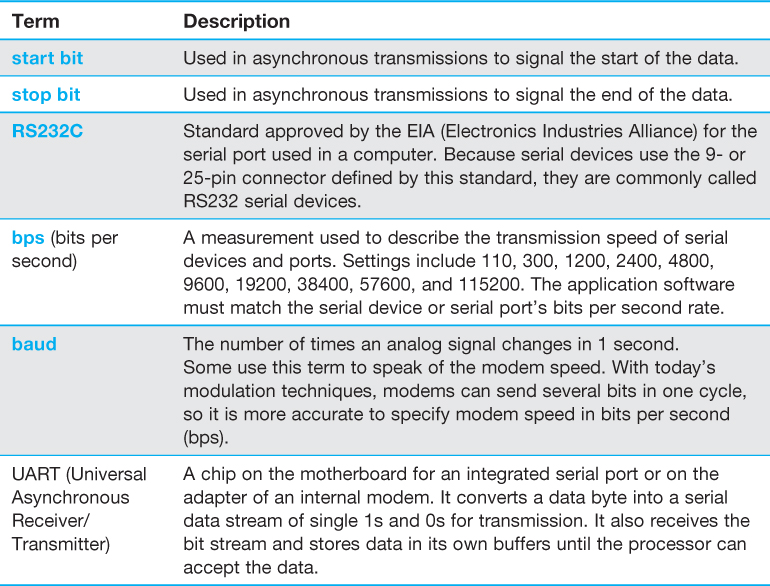 Term Description
start bit Used in asynchronous transmissions to signal the start of the data.
stop bit Used in asynchronous transmissions to signal the end of the data.
RS232C Standard approved by the EIA (Electronics Industries Alliance) for the
serial port used in a computer. Because serial devices use the 9- or
25-pin connector defined by this standard, they are commonly called
RS232 serial devices.
bps (bits per
second)
A measurement used to describe the transmission speed of serial
devices and ports. Settings include 110, 300, 1200, 2400, 4800,
9600, 19200, 38400, 57600, and 115200. The application software
must match the serial device or serial port’s bits per second rate.
baud The number of times an analog signal changes in 1 second.
Some use this term to speak of the modem speed. With today’s
modulation techniques, modems can send several bits in one cycle,
so it is more accurate to specify modem speed in bits per second
(bps).
UART (Universal
Asynchronous
Receiver/
Transmitter)
A chip on the motherboard for an integrated serial port or on the
adapter of an internal modem. It converts a data byte into a serial
data stream of single 1s and 0s for transmission. It also receives the
bit stream and stores data in its own buffers until the processor can
accept the data.